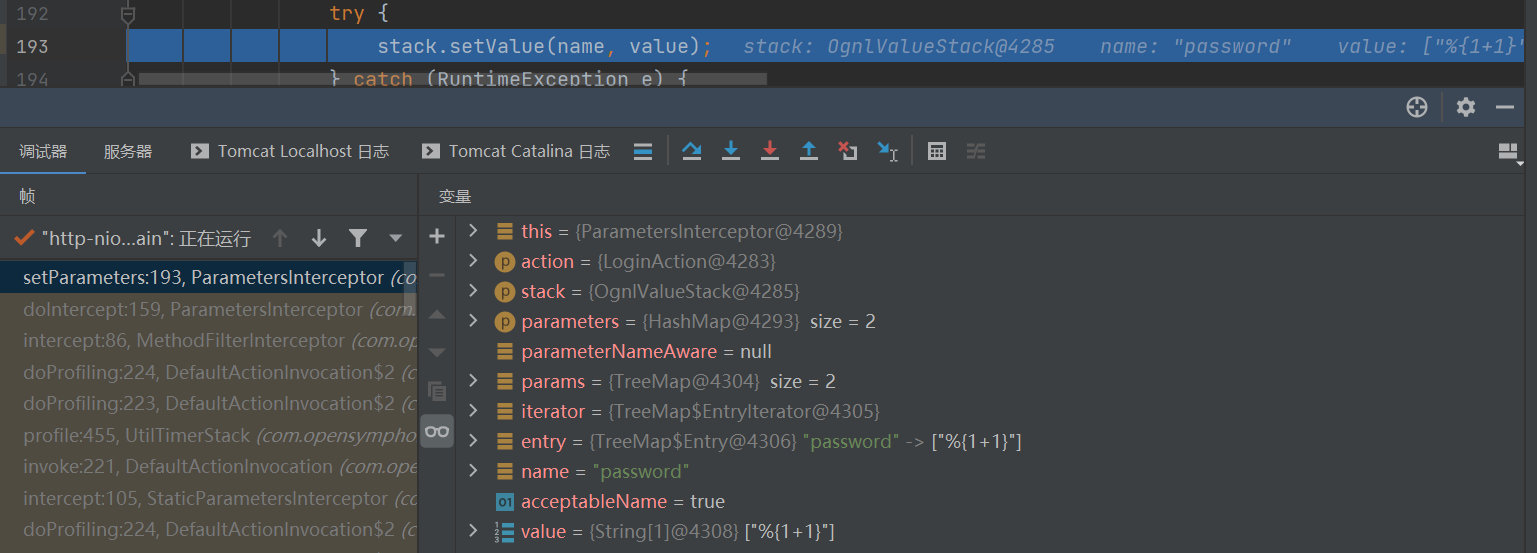 192 try {
193 stack.setValue(name, value); stack: OgnlValueStack@4285 name: "password" value: ["%{1+1}"
194 } catch (RuntimeException e) {
调试器 服务器 Tomcat Localhost 日志 Tomcat Catalina 日志
帧 变量
"http-nio...ain": 正在运行
setParameters:193, ParametersInterceptor (co
doIntercept:159, ParametersInterceptor (com.
intercept:86, MethodFilterInterceptor (com.op
doProfiling:224, DefaultActionInvocation$2 (c
doProfiling:223, DefaultActionInvocation$2 (c
profile:455, UtilTimerStack (com.opensympho
invoke:221, DefaultActionInvocation (com.ope
intercept:105, StaticParametersInterceptor (co
doProfiling:224, DefaultActionInvocation$2 (c
this = {ParametersInterceptor@4289}
p action = {LoginAction@4283}
p stack = {OgnlValueStack@4285}
p parameters = {HashMap@4293} size = 2
parameterNameAware = null
params = {TreeMap@4304} size = 2
iterator = {TreeMap$EntryIterator@4305}
entry = {TreeMap$Entry@4306} "password" -> ["%{1+1}"]
name = "password"
01 acceptableName = true
value = {String[1]@4308} ["%{1+1}"]